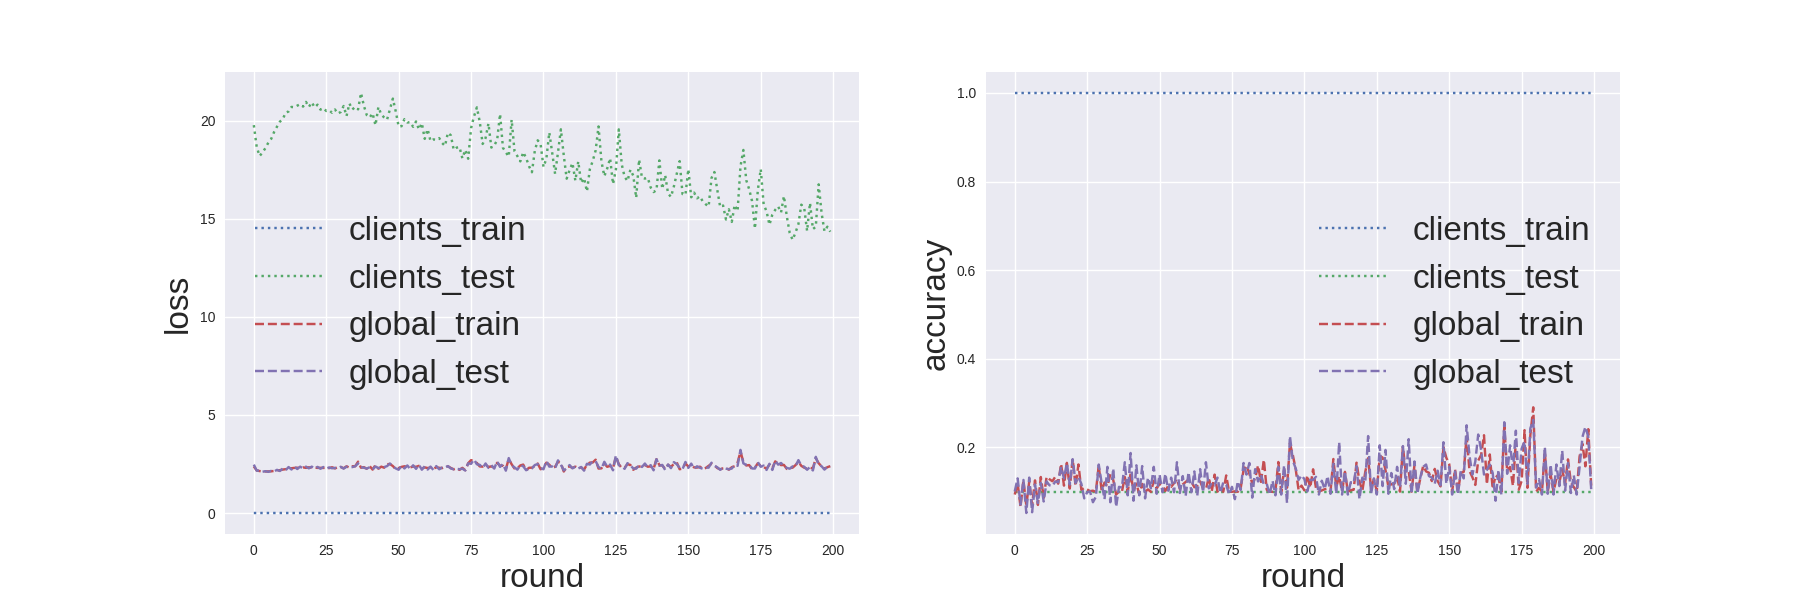 20
15
10
5
0
loss
clients_train
clients_test
global_train
global_test
0 25 50 75 100 125 150 175 200
round
1.0
0.8
0.6
0.4
0.2
accuracy
clients_train
clients_test
global_train
global_test
0 25 50 75 100 125 150 175 200
round